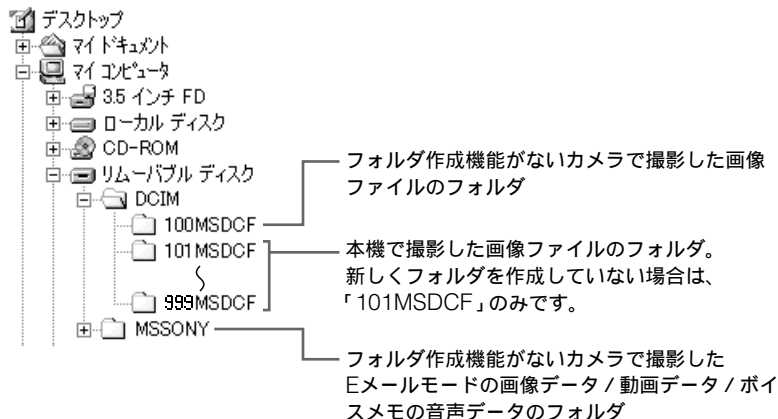 デスクトップ
マイ ドキュメント
マイ コンピュータ
3.5 インチ FD
ローカル ディスク
CD-ROM
リムーバブル ディスク
DCIM
100MSDCF
101MSDCF
999MSDCF
MSSONY
フォルダ作成機能がないカメラで撮影した画像
ファイルのフォルダ
本機で撮影した画像ファイルのフォルダ。
新しくフォルダを作成していない場合は、
「101MSDCF」のみです。
フォルダ作成機能がないカメラで撮影した
Eメールモードの画像データ / 動画データ / ボイ
スメモの音声データのフォルダ